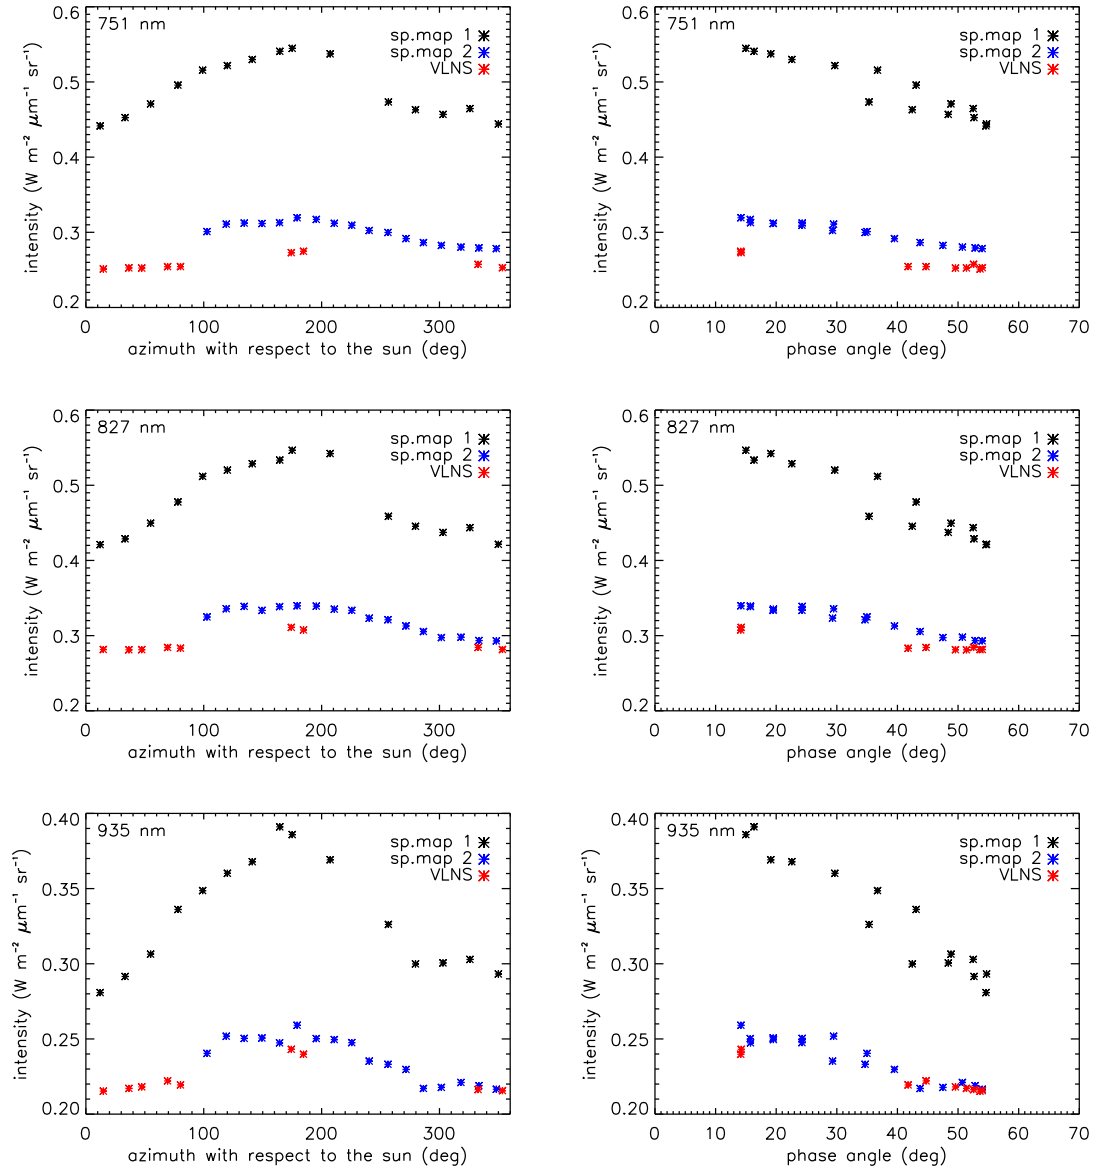 751 nm
sp.map 1
sp.map 2
VLNS
intensity (W m⁻² μm⁻¹ sr⁻¹)
0.6
0.5
0.4
0.3
0.2
0 100 200 300
azimuth with respect to the sun (deg)
751 nm
sp.map 1
sp.map 2
VLNS
intensity (W m⁻² μm⁻¹ sr⁻¹)
0.6
0.5
0.4
0.3
0.2
0 10 20 30 40 50 60 70
phase angle (deg)
827 nm
sp.map 1
sp.map 2
VLNS
intensity (W m⁻² μm⁻¹ sr⁻¹)
0.6
0.5
0.4
0.3
0.2
0 100 200 300
azimuth with respect to the sun (deg)
827 nm
sp.map 1
sp.map 2
VLNS
intensity (W m⁻² μm⁻¹ sr⁻¹)
0.6
0.5
0.4
0.3
0.2
0 10 20 30 40 50 60 70
phase angle (deg)
935 nm
sp.map 1
sp.map 2
VLNS
intensity (W m⁻² μm⁻¹ sr⁻¹)
0.40
0.35
0.30
0.25
0.20
0 100 200 300
azimuth with respect to the sun (deg)
935 nm
sp.map 1
sp.map 2
VLNS
intensity (W m⁻² μm⁻¹ sr⁻¹)
0.40
0.35
0.30
0.25
0.20
0 10 20 30 40 50 60 70
phase angle (deg)